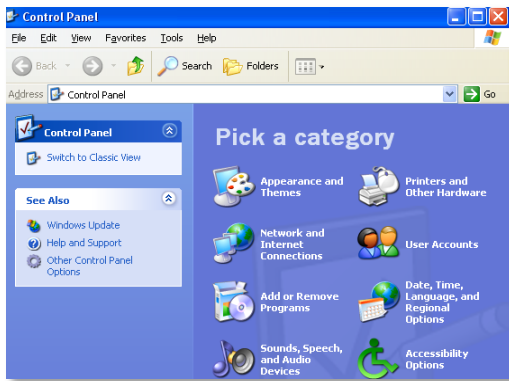 Control Panel
File Edit View Favorites Tools Help
Back Search Folders
Address Control Panel Go
Control Panel
Switch to Classic View
See Also
Windows Update
Help and Support
Other Control Panel
Options
Pick a category
Appearance and
Themes
Printers and
Other Hardware
Network and
Internet
Connections
User Accounts
Add or Remove
Programs
Date, Time,
Language, and
Regional
Options
Sounds, Speech,
and Audio
Devices
Accessibility
Options